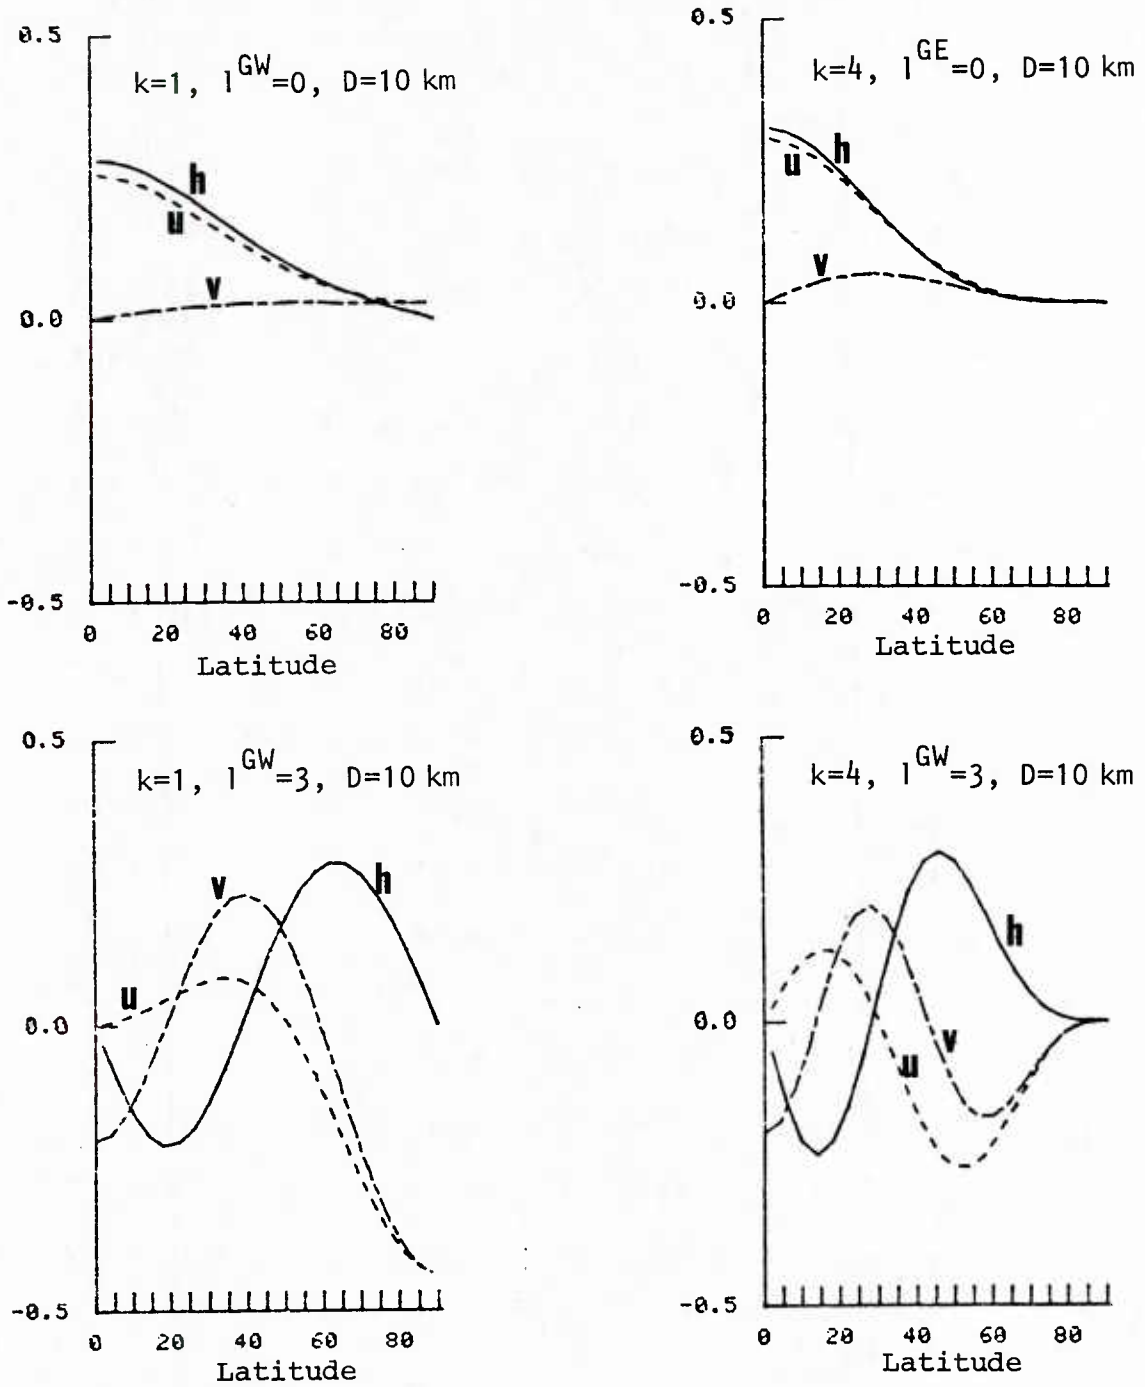 0.5
k=1, l^GW=0, D=10 km
h
u
v
0.0
-0.5
0 20 40 60 80
Latitude
0.5
k=4, l^GE=0, D=10 km
h
u
v
0.0
-0.5
0 20 40 60 80
Latitude
0.5
k=1, l^GW=3, D=10 km
v
h
u
0.0
-0.5
0 20 40 60 80
Latitude
0.5
k=4, l^GW=3, D=10 km
h
0.0
v
u
-0.5
0 20 40 60 80
Latitude